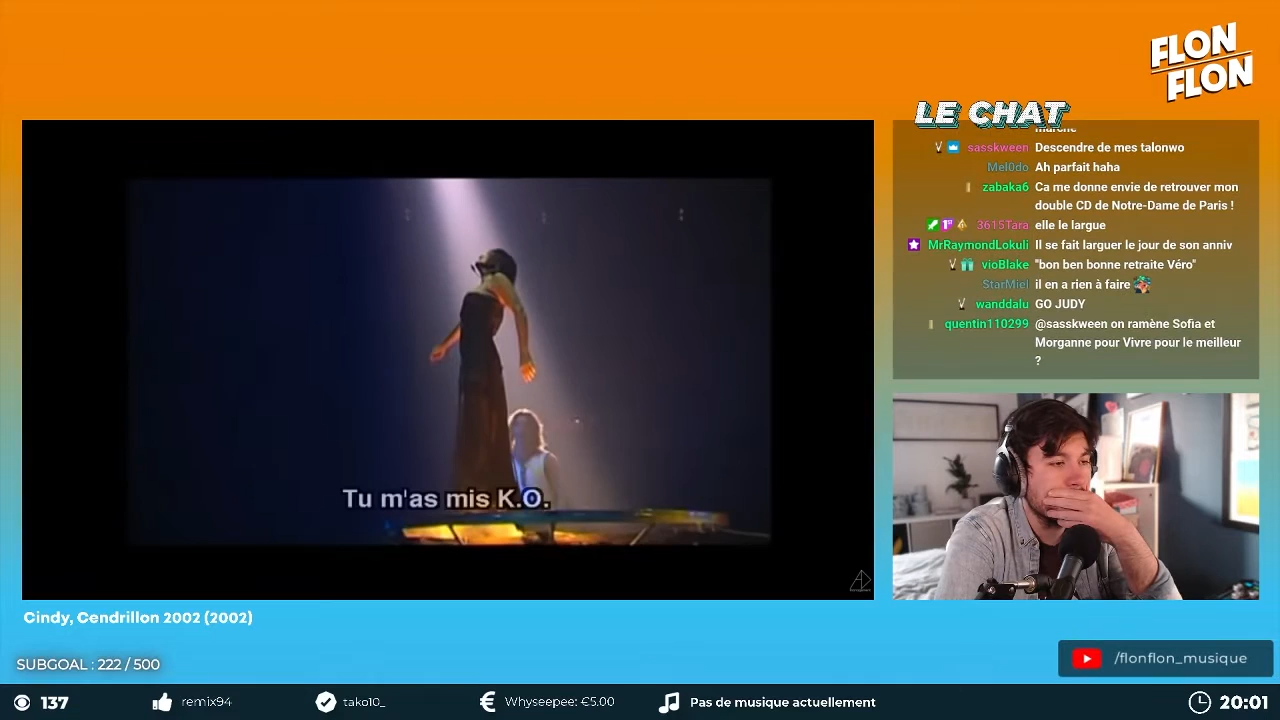 FLON
FLON
LE CHAT
marche
sasskween Descendre de mes talonwo
Mel0do Ah parfait haha
zabaka6 Ca me donne envie de retrouver mon
double CD de Notre-Dame de Paris !
3615Tara elle le largue
MrRaymondLokuli Il se fait larguer le jour de son anniv
vioBlake "bon ben bonne retraite Véro"
StarMiel il en a rien à faire
wanddalu GO JUDY
quentin110299 @sasskween on ramène Sofia et
Morganne pour Vivre pour le meilleur
?
Tu m'as mis K.O.
Cindy, Cendrillon 2002 (2002)
SUBGOAL : 222 / 500
/flonflon_musique
137
remix94
tako10_
€ Whyseepee: €5.00
Pas de musique actuellement
20:01